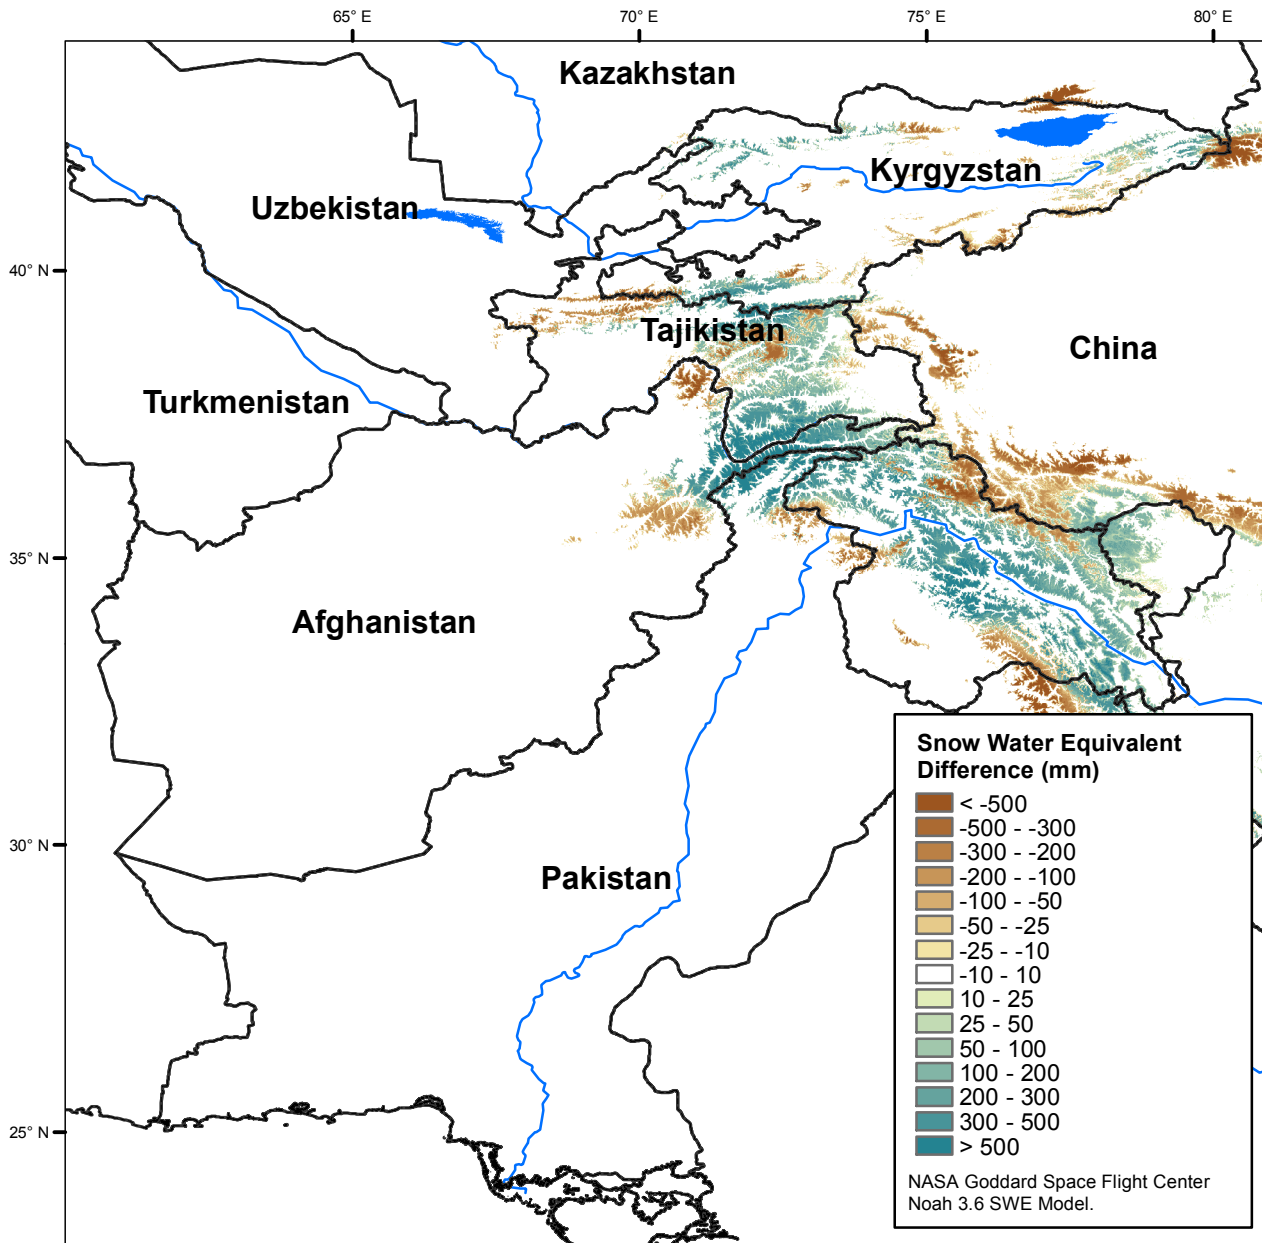 65° E
70° E
75° E
80° E
Kazakhstan
Kyrgyzstan
Uzbekistan
40° N
Tajikistan
China
Turkmenistan
35° N
Afghanistan
Snow Water Equivalent
Difference (mm)
< -500
-500 - -300
-300 - -200
-200 - -100
-100 - -50
-50 - -25
-25 - -10
-10 - 10
10 - 25
25 - 50
50 - 100
100 - 200
200 - 300
300 - 500
> 500
NASA Goddard Space Flight Center
Noah 3.6 SWE Model.
30° N
Pakistan
25° N